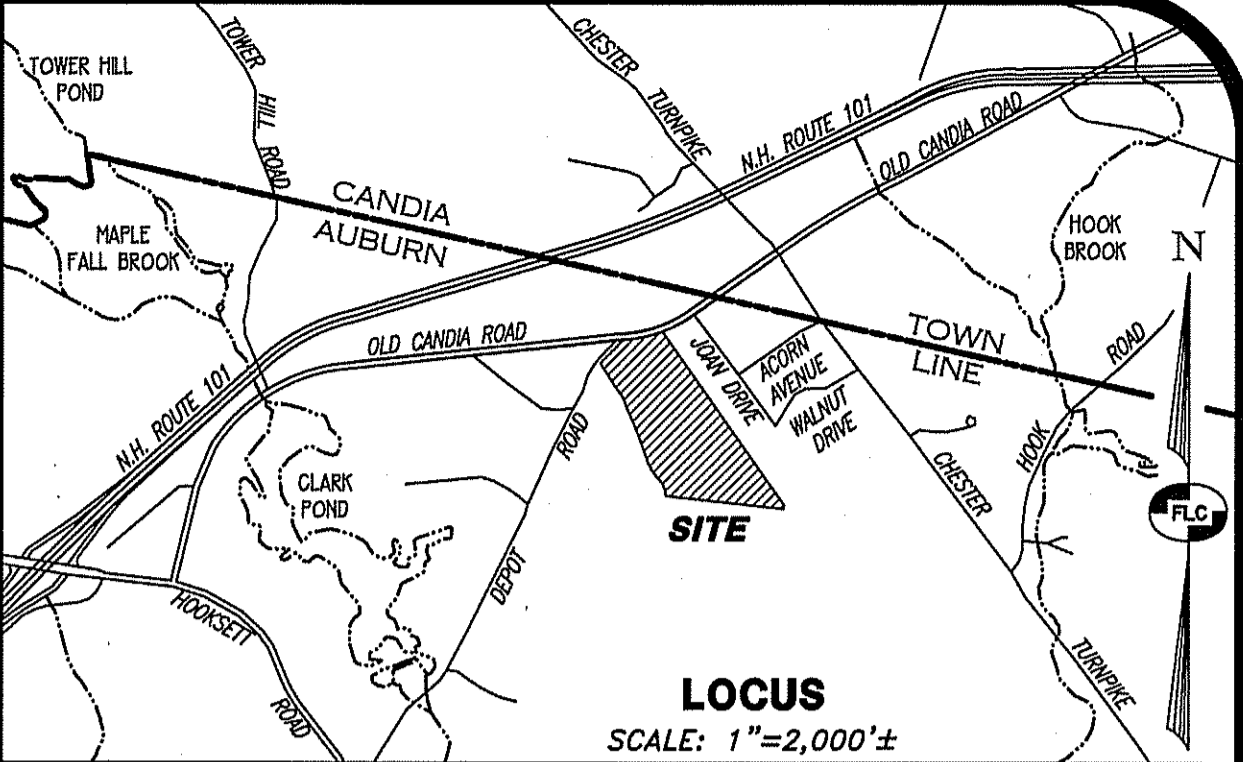 TOWER HILL
POND
TOWER HILL ROAD
CHESTER TURNPIKE
N.H. ROUTE 101
OLD CANDIA ROAD
CANDIA
AUBURN
MAPLE
FALL BROOK
HOOK
BROOK
N
OLD CANDIA ROAD
JOAN DRIVE
ACORN
AVENUE
WALNUT
DRIVE
TOWN
LINE
HOOK ROAD
N.H. ROUTE 101
CLARK
POND
DEPOT ROAD
SITE
CHESTER TURNPIKE
FLC
HOOKSETT ROAD
LOCUS
SCALE: 1"=2,000'±